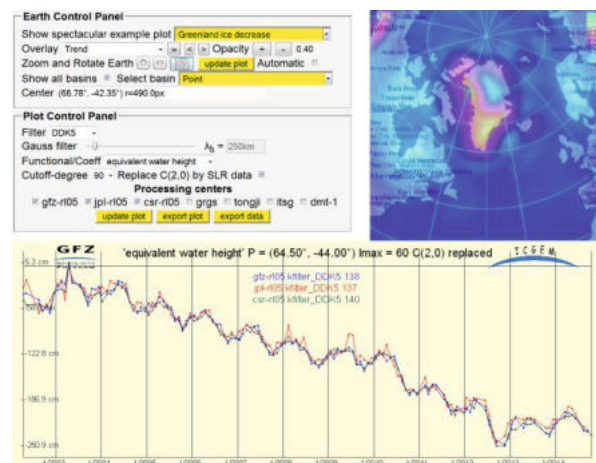 Earth Control Panel
Show spectacular example plot Greenland ice decrease
Overlay Trend Opacity + - 0.40
Zoom and Rotate Earth update plot Automatic
Show all basins Select basin Point
Center (66.78°, -42.35°) r=490.0px
Plot Control Panel
Filter DDK5
Gauss filter λh = 250km
Functional/Coeff equivalent water height
Cutoff-degree 90 - Replace C(2,0) by SLR data
Processing centers
gfz-rl05 jpl-rl05 csr-rl05 grgs tongji itsg dmt-1
update plot export plot export data
GFZ
'equivalent water height' P = (64.50°, -44.00°) lmax = 60 C(2,0) replaced
ICGEM
-5.3 cm
gfz-rl05 kfilter_DDK5 138
jpl-rl05 kfilter_DDK5 137
csr-rl05 kfilter_DDK5 140
-122.8 cm
-186.9 cm
-260.9 cm